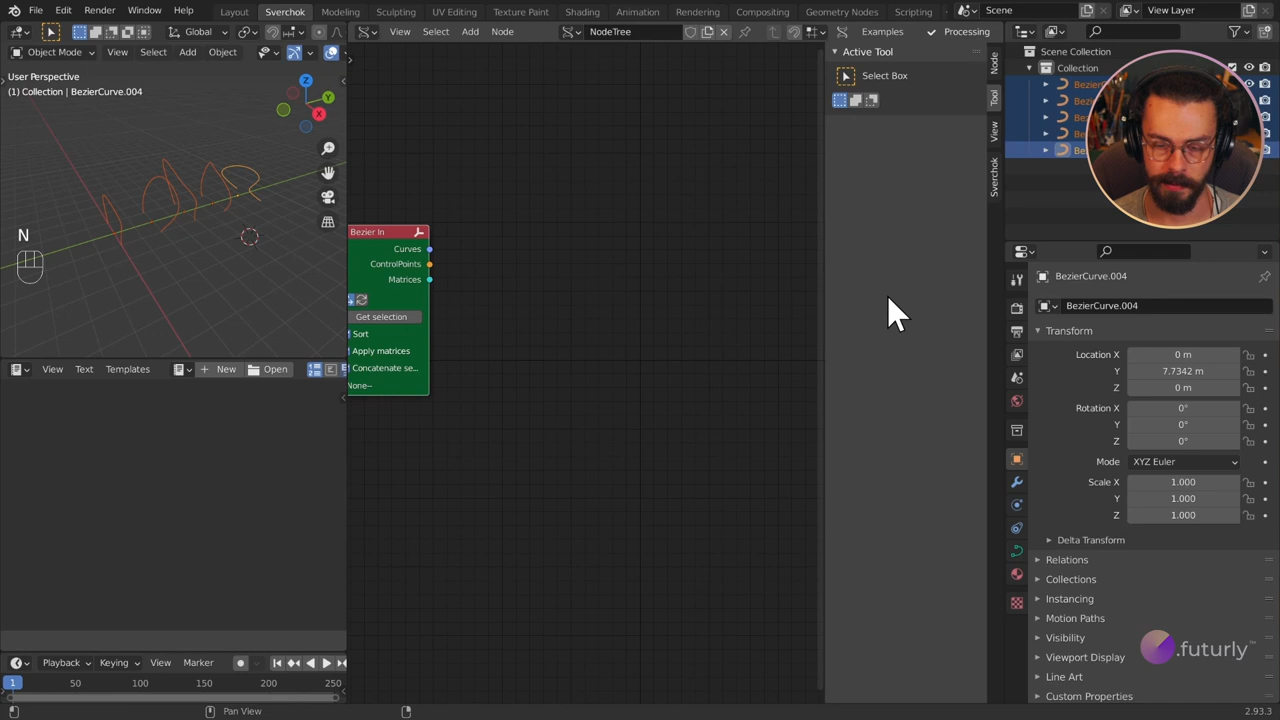 File Edit Render Window Help Layout Sverchok Modeling Sculpting UV Editing Texture Paint Shading Animation Rendering Compositing Geometry Nodes Scripting Scene View Layer
Global View Select Add Node NodeTree Examples Processing
Object Mode View Select Add Object
User Perspective
(1) Collection | BezierCurve.004
Z
Y
X
N
View Text Templates New Open
Playback Keying View Marker
1 50 100 150 200 250
Pan View
Bezier In
Curves
ControlPoints
Matrices
Get selection
Sort
Apply matrices
Concatenate se...
None--
Active Tool
Select Box
Node
Tool
View
Sverchok
Scene Collection
Collection
BezierCurve.004
BezierCurve.004
Transform
Location X 0 m
Y 7.7342 m
Z 0 m
Rotation X 0°
Y 0°
Z 0°
Mode XYZ Euler
Scale X 1.000
Y 1.000
Z 1.000
Delta Transform
Relations
Collections
Instancing
Motion Paths
Visibility
Viewport Display
Line Art
Custom Properties
.futurly™
2.93.3